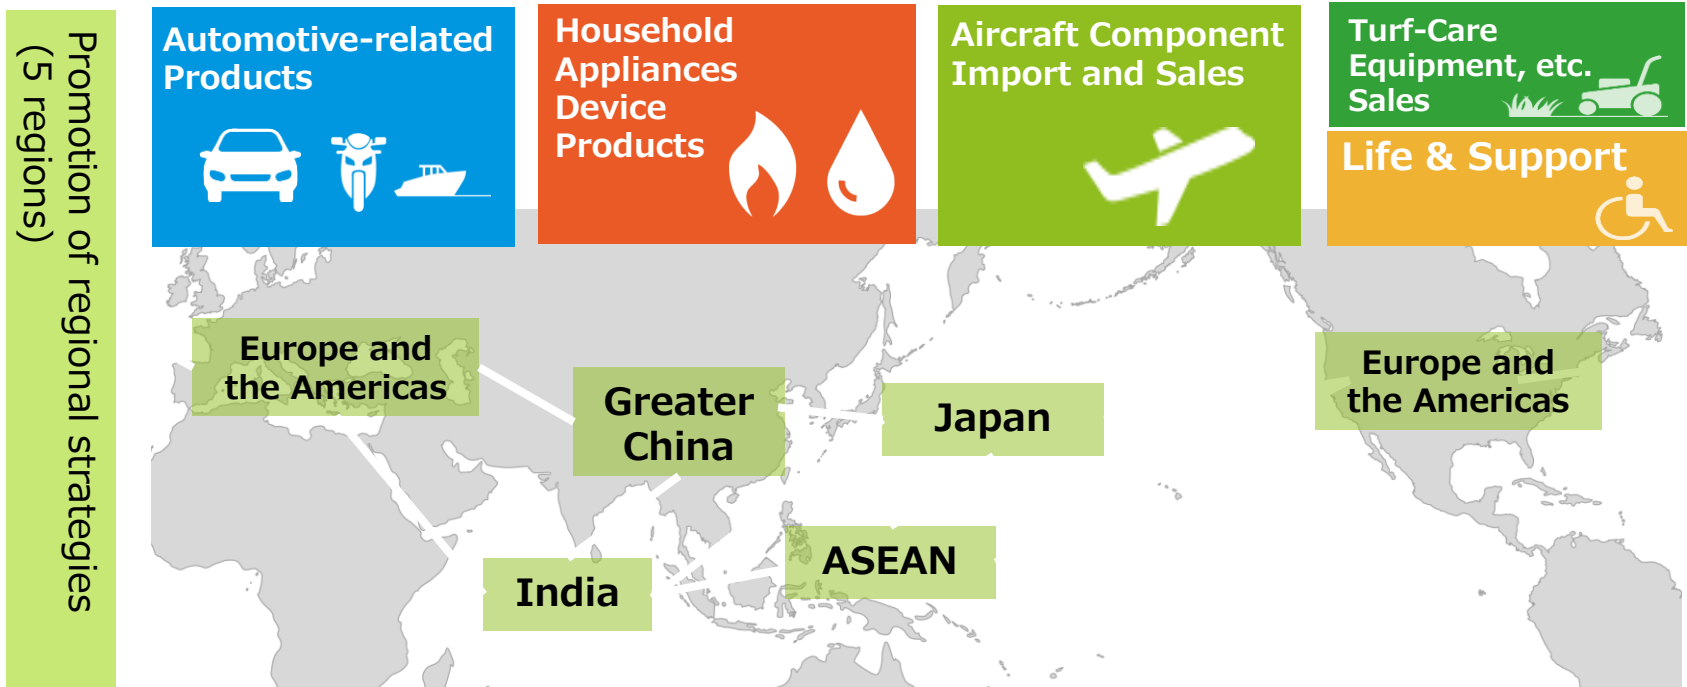 Promotion of regional strategies
(5 regions)
Automotive-related
Products
Household
Appliances
Device
Products
Aircraft Component
Import and Sales
Turf-Care
Equipment, etc.
Sales
Life & Support
Europe and
the Americas
Greater
China
Japan
Europe and
the Americas
India
ASEAN